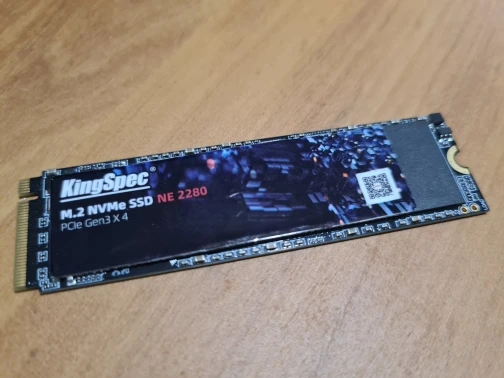 KingSpec®
M.2 NVMe SSD NE 2280
PCIe Gen3 X 4